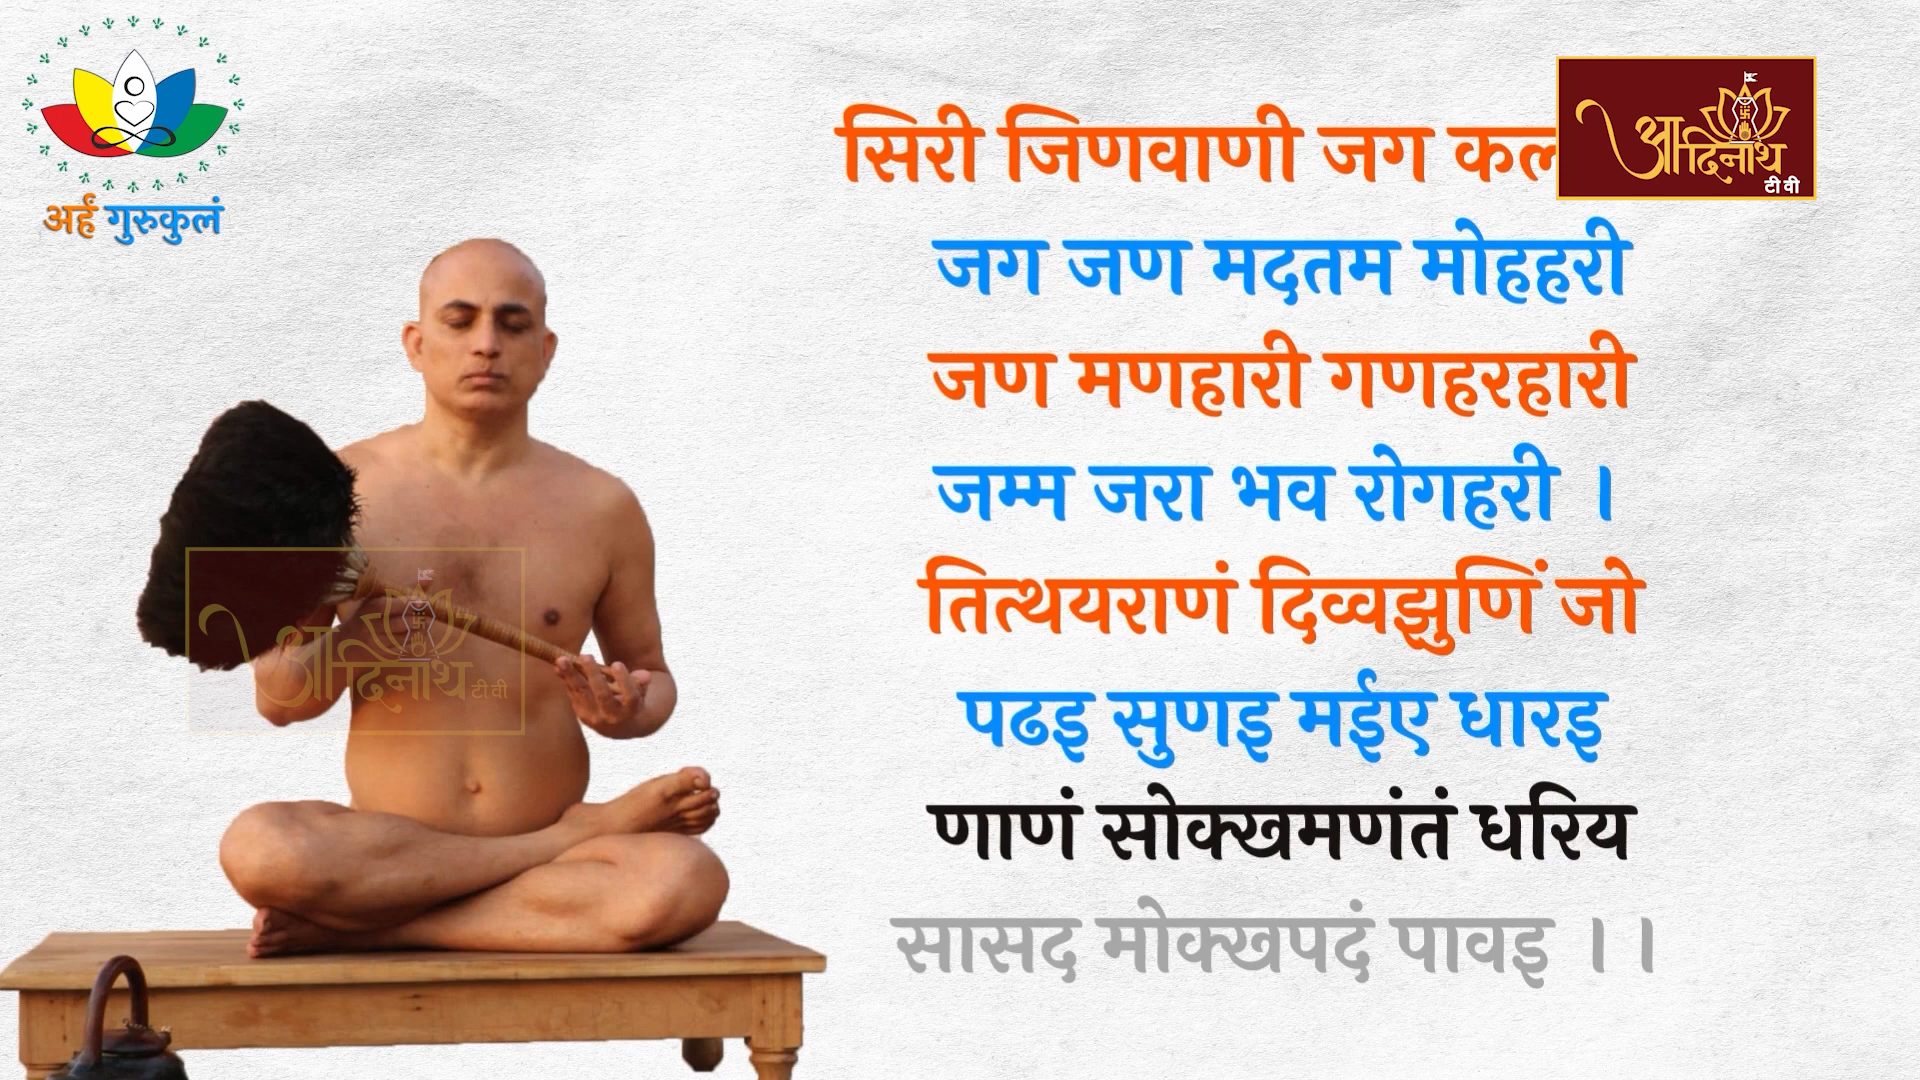 अर्हं गुरुकुलं
आदिनाथ
टी वी
सिरी जिणवाणी जग
जग जण मदतम मोहहरी
जण मणहारी गणहरहारी
जम्म जरा भव रोगहरी ।
तित्थयराणं दिव्वझुणिं जो
पढइ सुणइ मईए धारइ
णाणं सोक्खमणंतं धरिय
सासद मोक्खपदं पावइ ।।
आदिनाथ टी वी